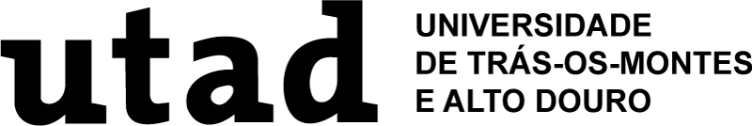 utad
UNIVERSIDADE
DE TRÁS-OS-MONTES
E ALTO DOURO